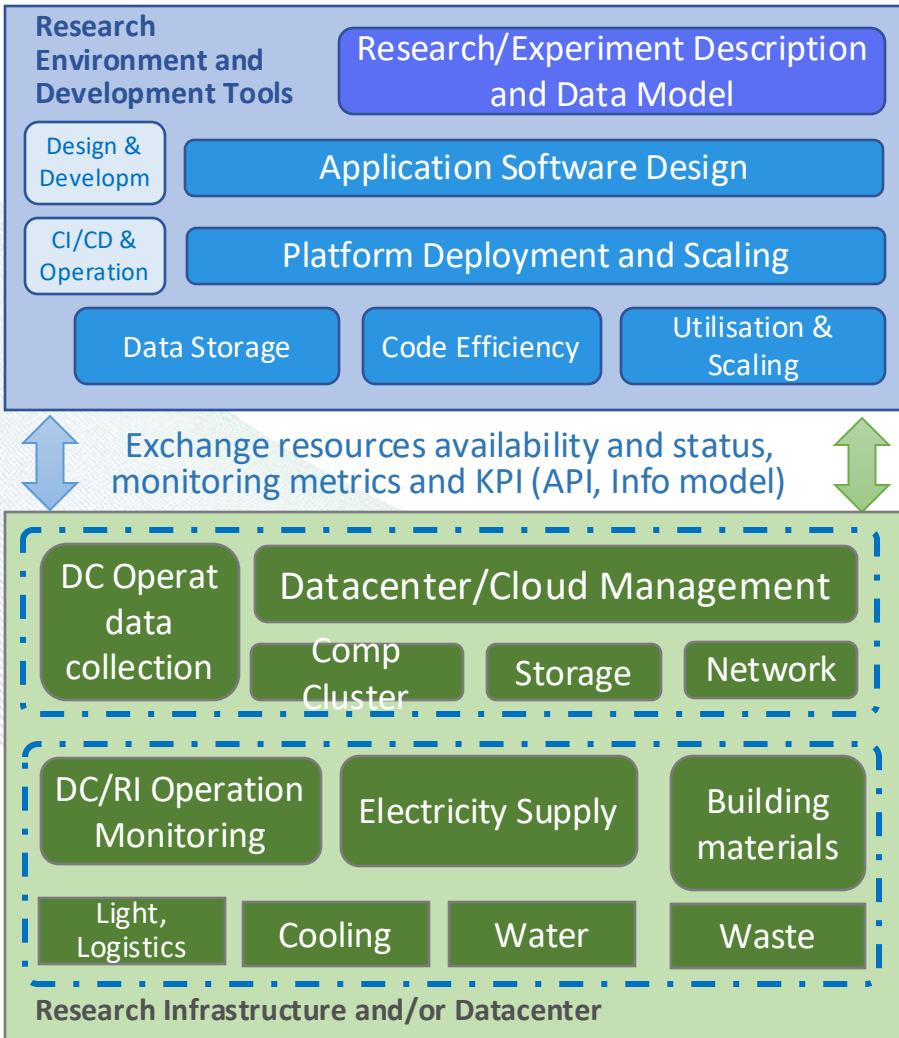 Research
Environment and
Development Tools
Research/Experiment Description
and Data Model
Design &
Developm
Application Software Design
CI/CD &
Operation
Platform Deployment and Scaling
Data Storage
Code Efficiency
Utilisation &
Scaling
Exchange resources availability and status,
monitoring metrics and KPI (API, Info model)
DC Operat
data
collection
Datacenter/Cloud Management
Comp
Cluster
Storage
Network
DC/RI Operation
Monitoring
Electricity Supply
Building
materials
Light,
Logistics
Cooling
Water
Waste
Research Infrastructure and/or Datacenter